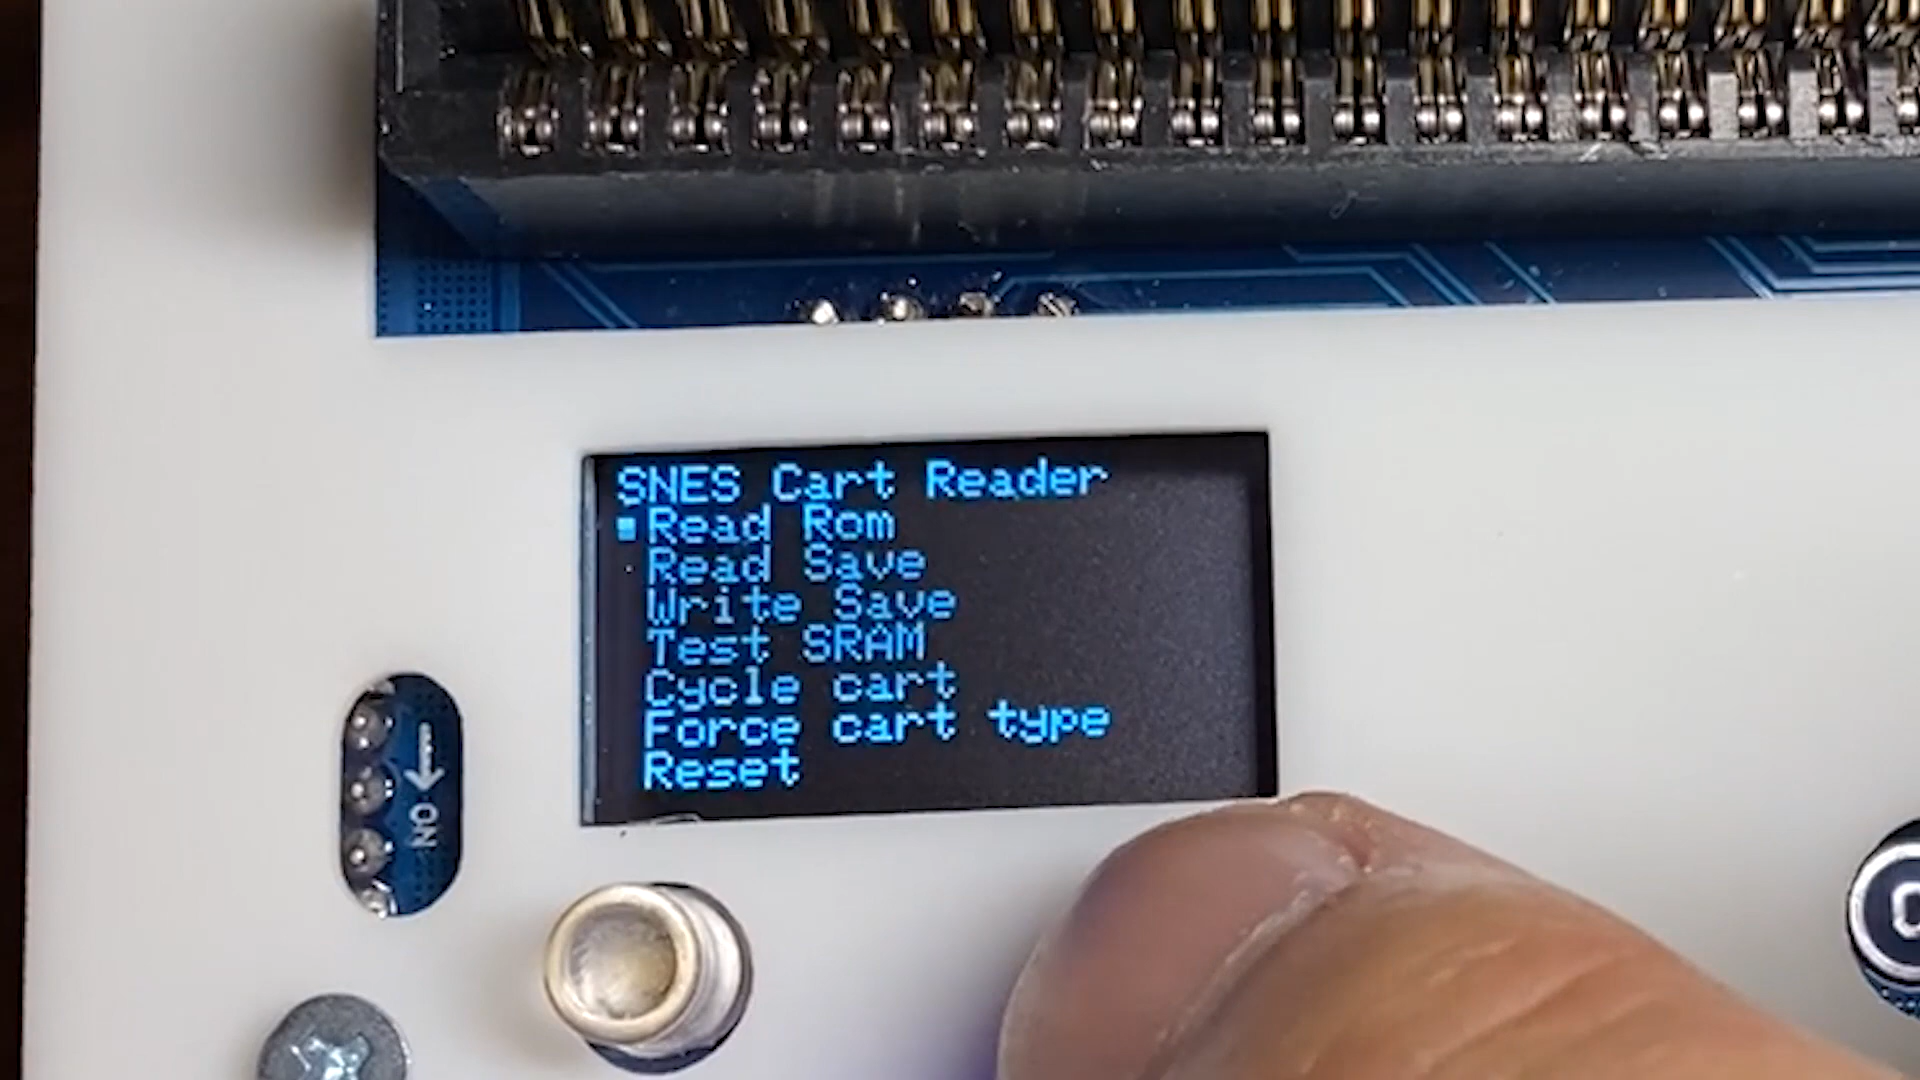 SNES Cart Reader
Read Rom
Read Save
Write Save
Test SRAM
Cycle cart
Force cart type
Reset
ON